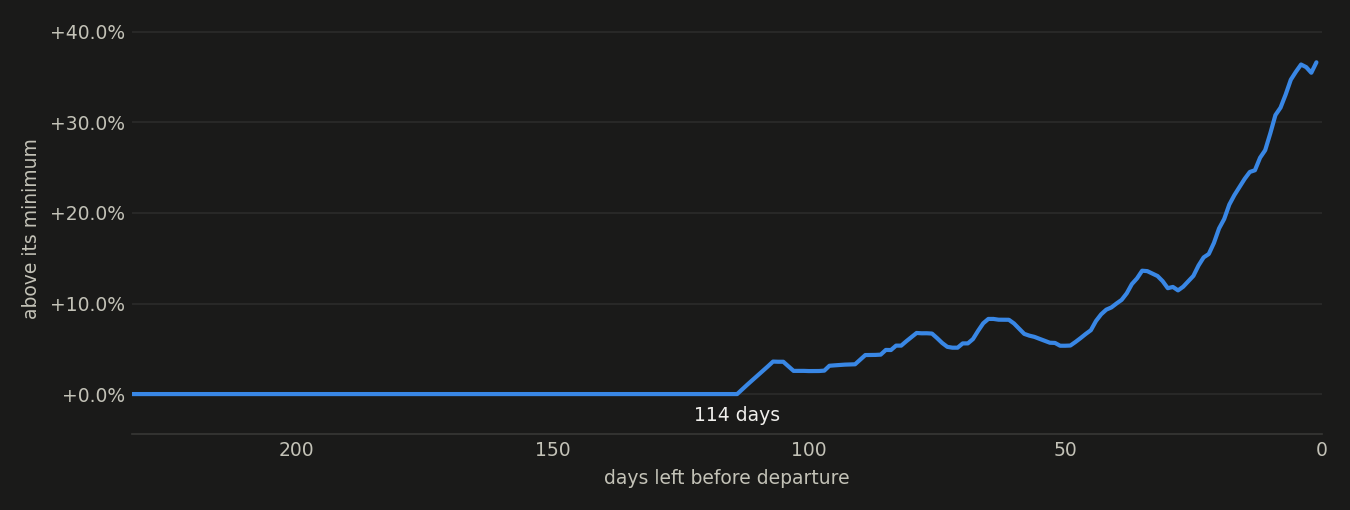 +40.0%
+30.0%
+20.0%
+10.0%
+0.0%
above its minimum
114 days
200 150 100 50 0
days left before departure